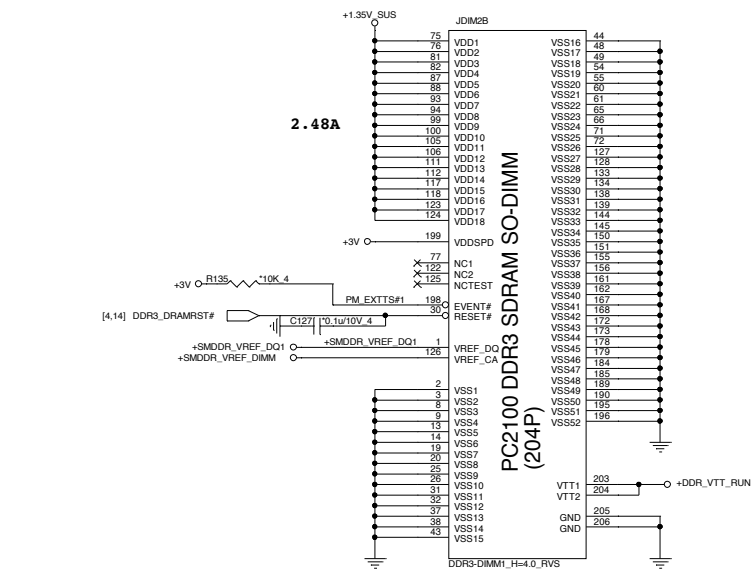 +1.35V_SUS
JDIM2B
2.48A
75 VDD1
76 VDD2
81 VDD3
82 VDD4
87 VDD5
88 VDD6
93 VDD7
94 VDD8
99 VDD9
100 VDD10
105 VDD11
106 VDD12
111 VDD13
112 VDD14
117 VDD15
118 VDD16
123 VDD17
124 VDD18
+3V 199 VDDSPD
77 NC1
122 NC2
125 NCTEST
+3V R135 *10K_4
PM_EXTTS#1 198 EVENT#
[4,14] DDR3_DRAMRST# 30 RESET#
C127 *0.1u/10V_4
+SMDDR_VREF_DQ1 +SMDDR_VREF_DQ1 1 VREF_DQ
+SMDDR_VREF_DIMM 126 VREF_CA
2 VSS1
3 VSS2
8 VSS3
9 VSS4
13 VSS5
14 VSS6
19 VSS7
20 VSS8
25 VSS9
26 VSS10
31 VSS11
32 VSS12
37 VSS13
38 VSS14
43 VSS15
PC2100 DDR3 SDRAM SO-DIMM
(204P)
VSS16 44
VSS17 48
VSS18 49
VSS19 54
VSS20 55
VSS21 60
VSS22 61
VSS23 65
VSS24 66
VSS25 71
VSS26 72
VSS27 127
VSS28 128
VSS29 133
VSS30 134
VSS31 138
VSS32 139
VSS33 144
VSS34 145
VSS35 150
VSS36 151
VSS37 155
VSS38 156
VSS39 161
VSS40 162
VSS41 167
VSS42 168
VSS43 172
VSS44 173
VSS45 178
VSS46 179
VSS47 184
VSS48 185
VSS49 189
VSS50 190
VSS51 195
VSS52 196
VTT1 203
VTT2 204
+DDR_VTT_RUN
GND 205
GND 206
DDR3-DIMM1_H=4.0_RVS